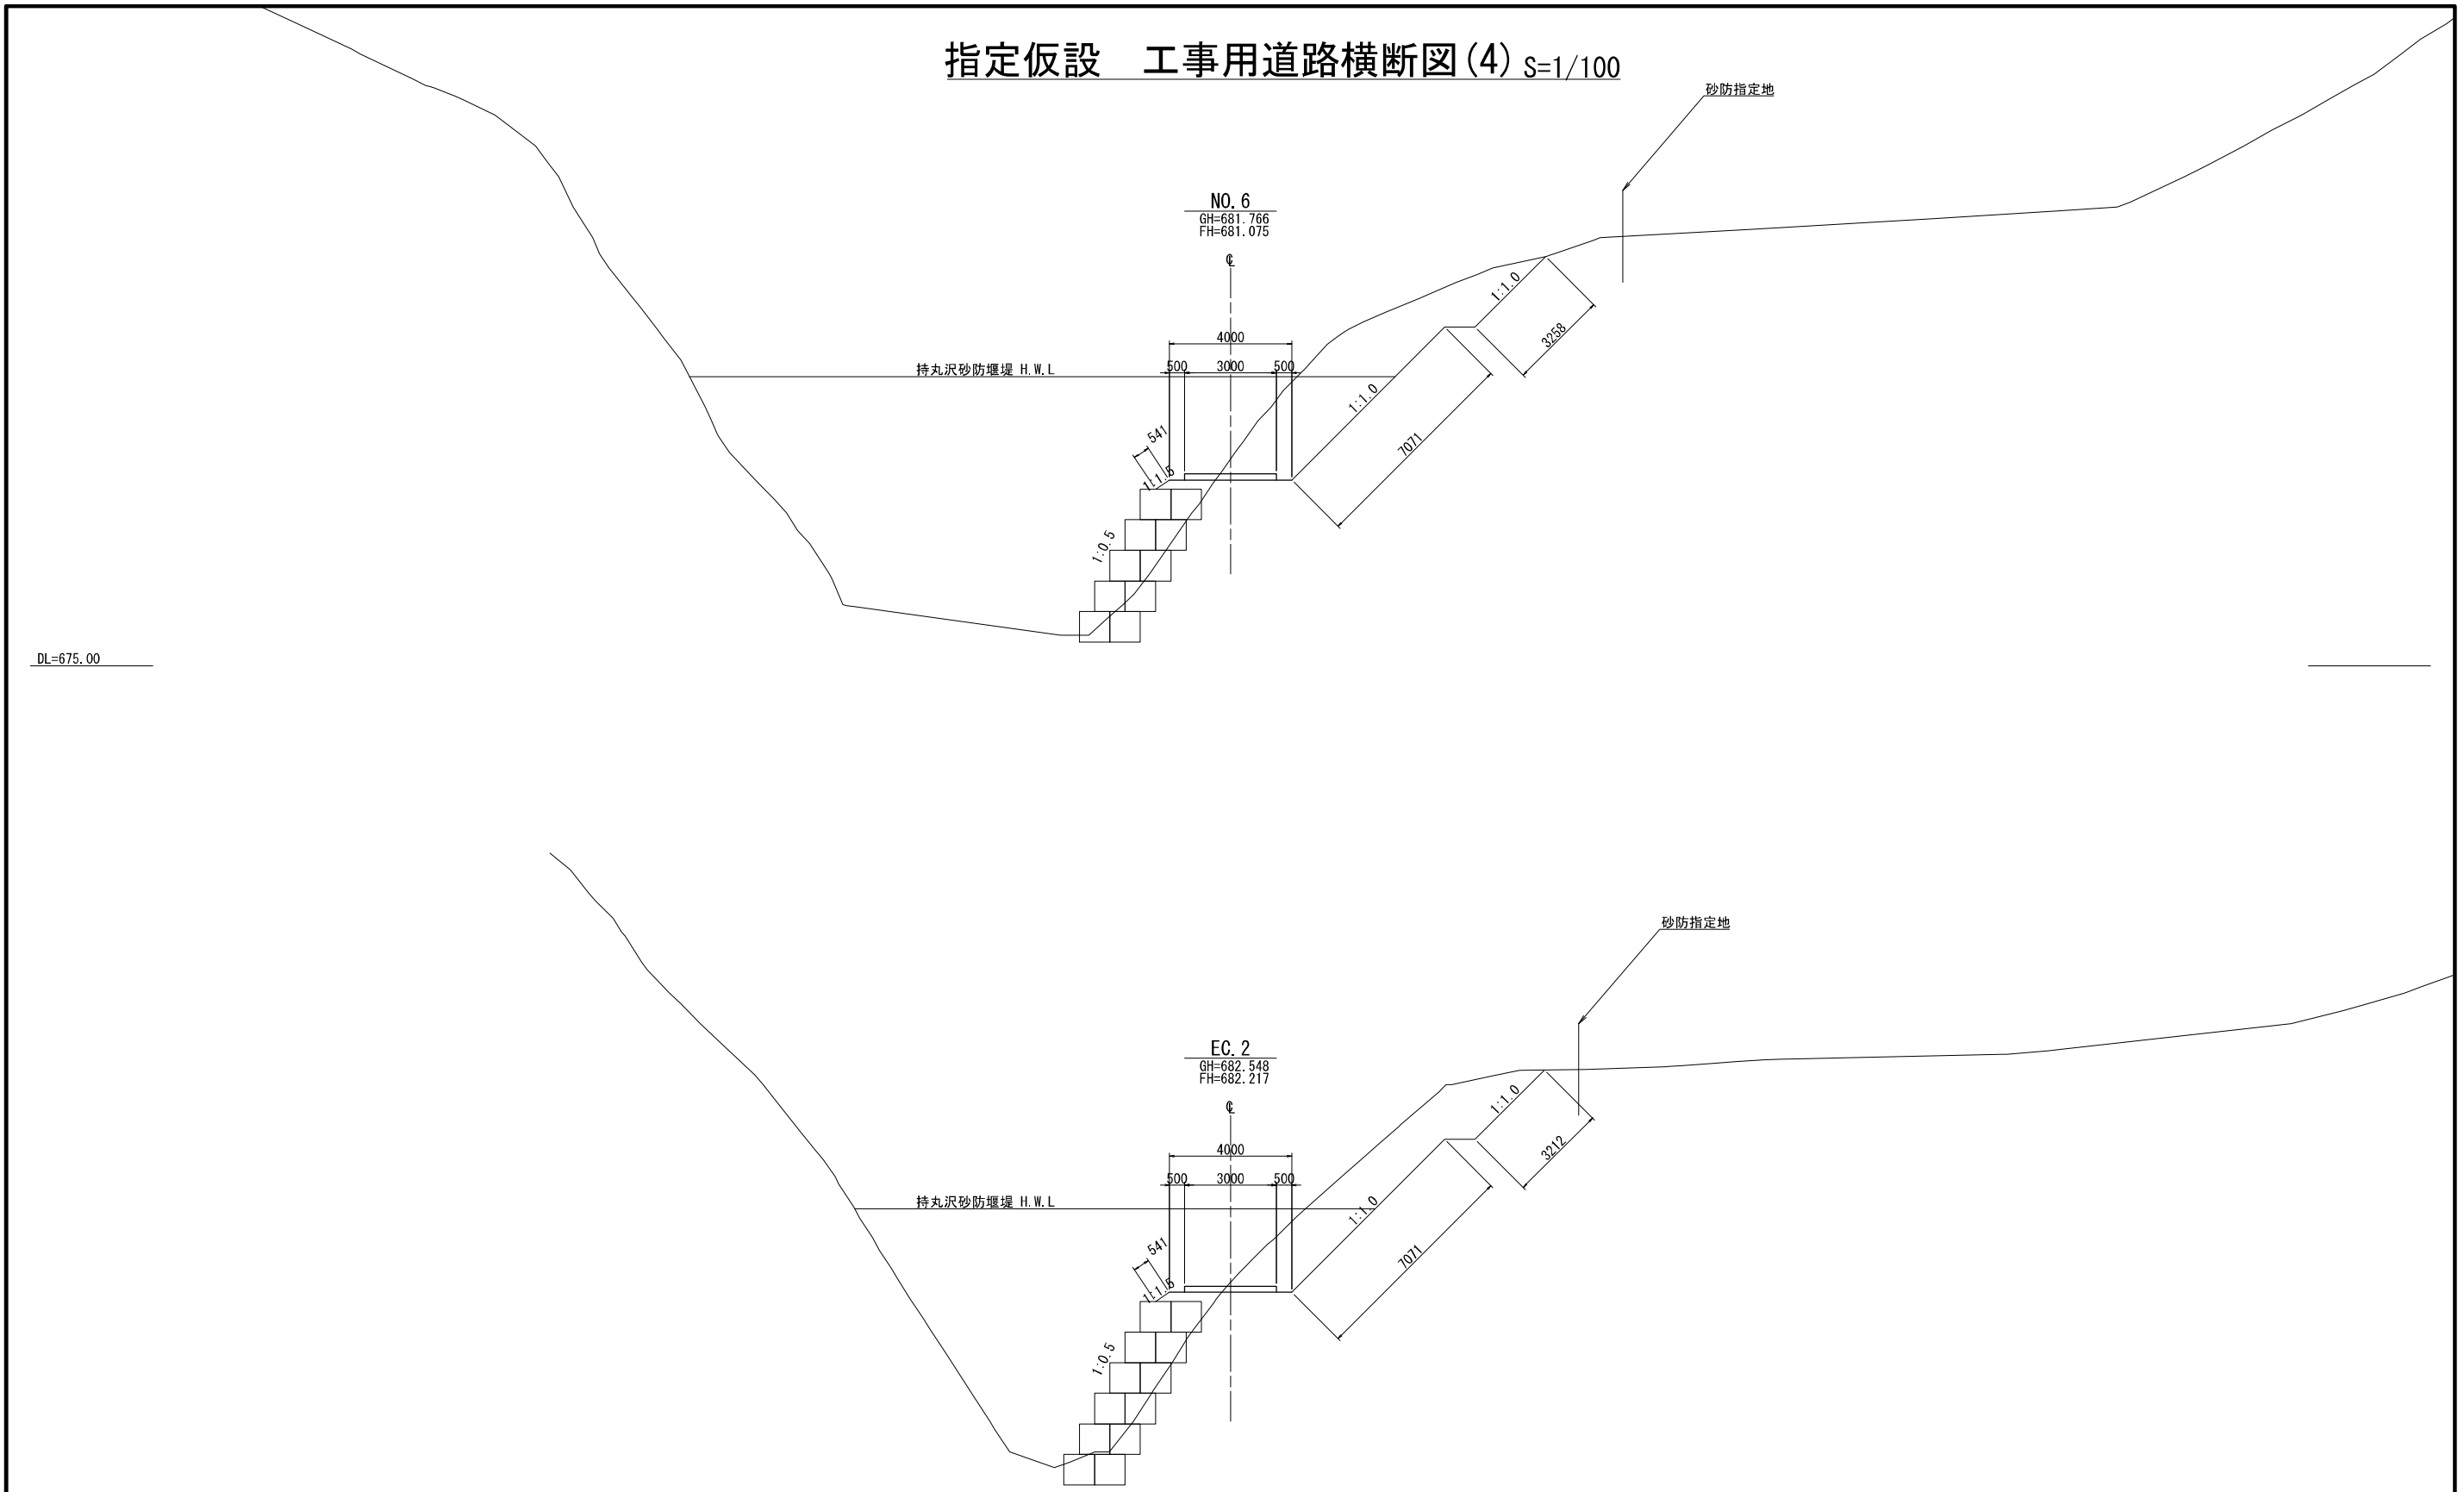 指定仮設　工事用道路横断図(4) S=1/100
砂防指定地
NO.6
GH=681.766
FH=681.075
℄
1:1.0
3258
4000
500 3000 500
持丸沢砂防堰堤 H.W.L
1:1.0
7071
541
1:1.5
1:0.5
DL=675.00
砂防指定地
EC.2
GH=682.548
FH=682.217
℄
1:1.0
3212
4000
500 3000 500
持丸沢砂防堰堤 H.W.L
1:1.0
7071
541
1:1.5
1:0.5